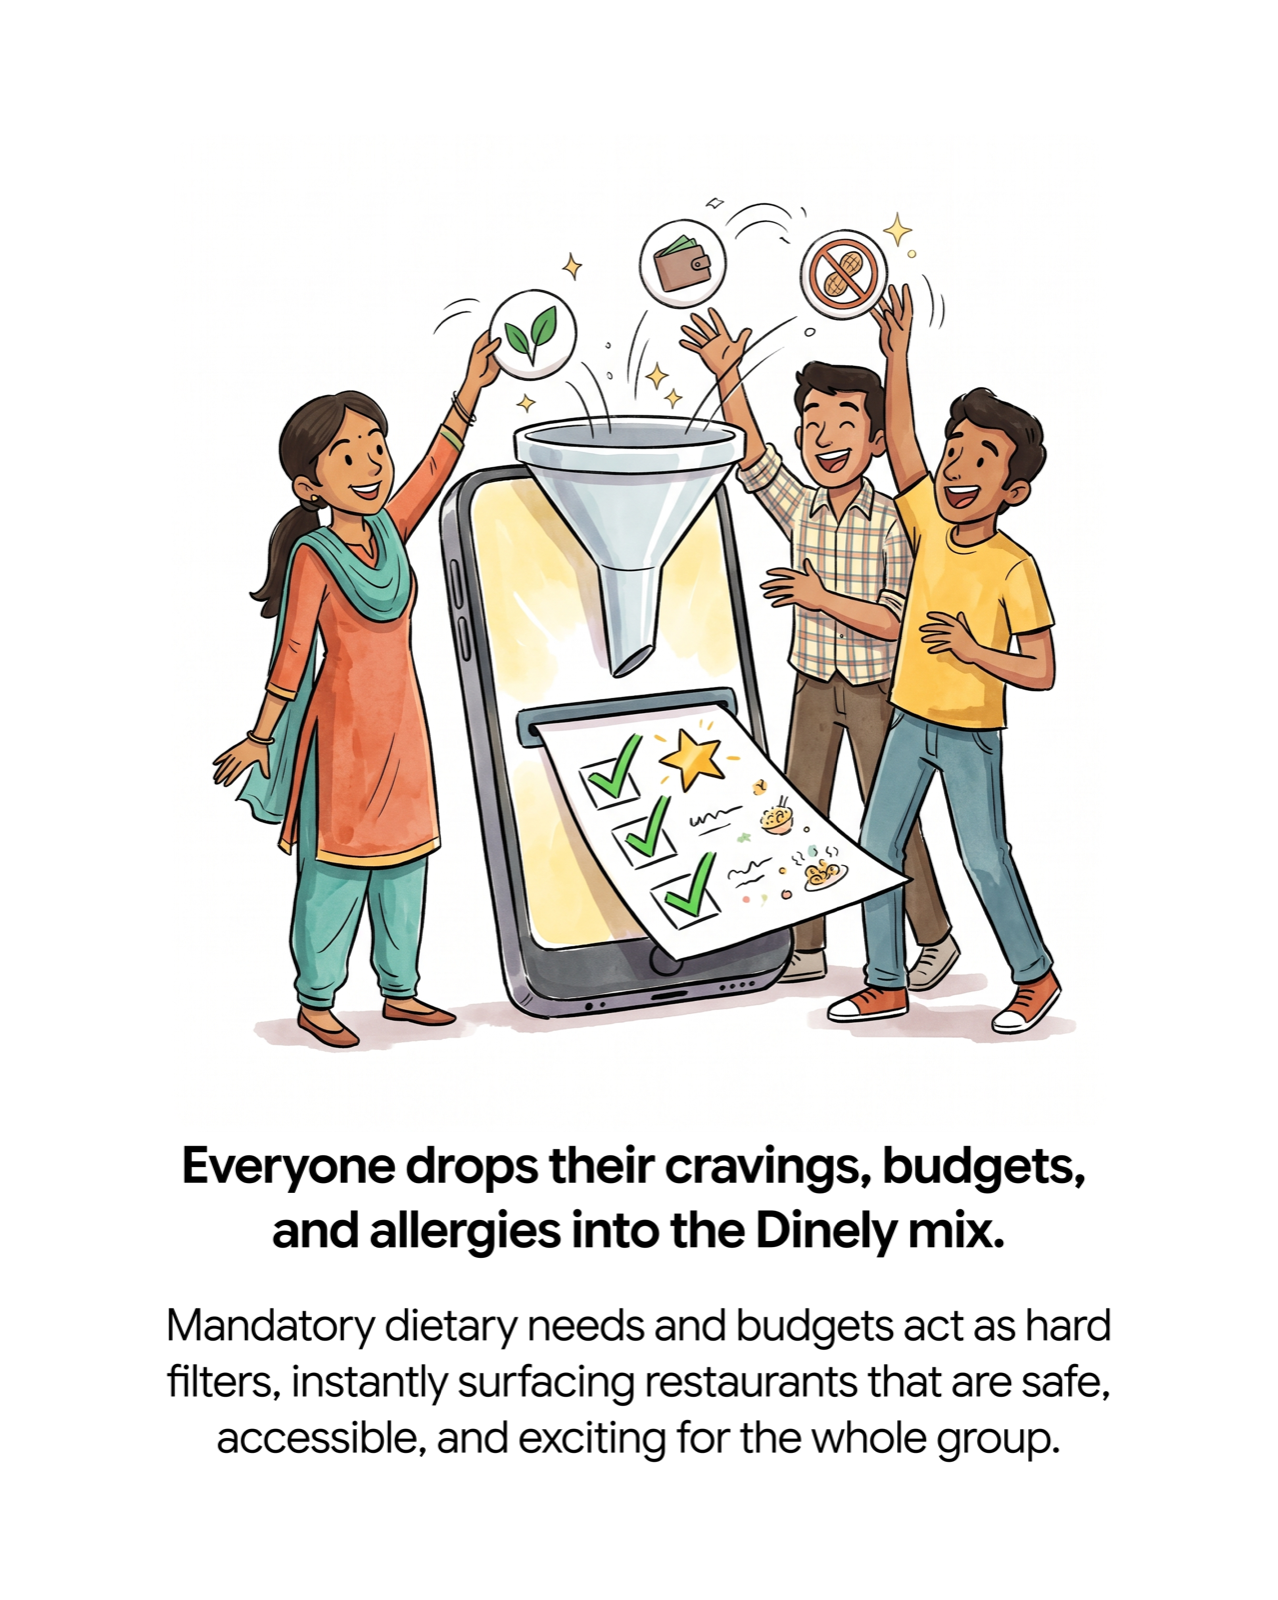 Everyone drops their cravings, budgets,
and allergies into the Dinely mix.
Mandatory dietary needs and budgets act as hard
filters, instantly surfacing restaurants that are safe,
accessible, and exciting for the whole group.